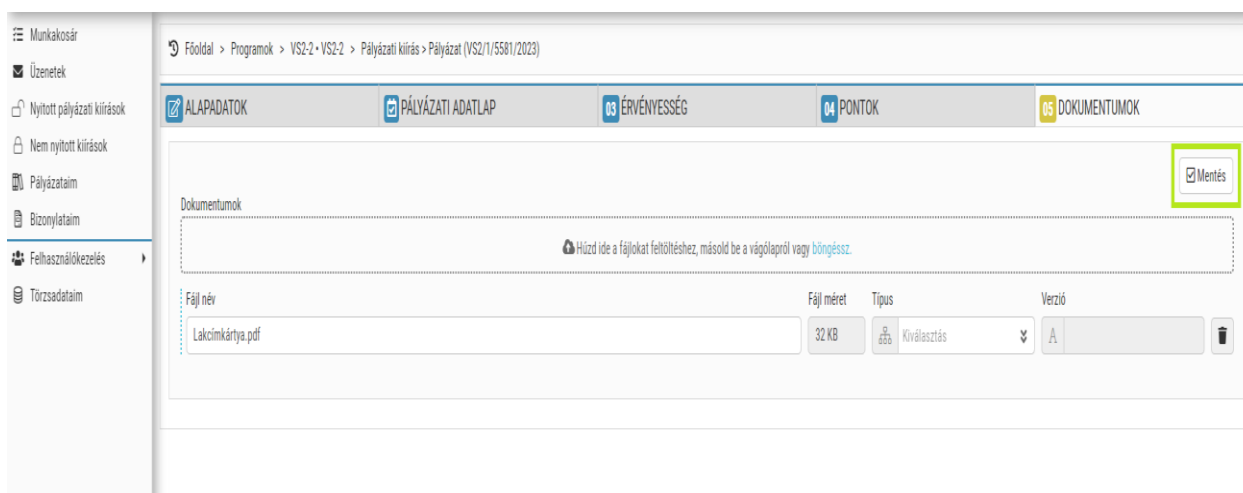 Munkakosár
Üzenetek
Nyitott pályázati kiírások
Nem nyitott kiírások
Pályázataim
Bizonylataim
Felhasználókezelés
Törzsadataim
Főoldal > Programok > VS2-2 • VS2-2 > Pályázati kiírás > Pályázat (VS2/1/5581/2023)
ALAPADATOK
PÁLYÁZATI ADATLAP
03 ÉRVÉNYESSÉG
04 PONTOK
05 DOKUMENTUMOK
Mentés
Dokumentumok
Húzd ide a fájlokat feltöltéshez, másold be a vágólapról vagy böngéssz.
Fájl név Fájl méret Típus Verzió
Lakcímkártya.pdf 32 KB Kiválasztás A